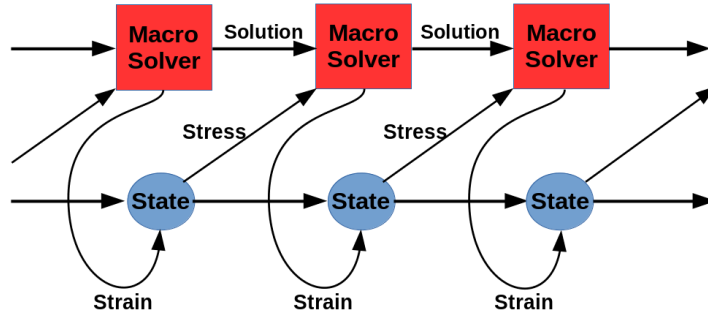 Macro
Solver
Solution
Macro
Solver
Solution
Macro
Solver
Stress
Stress
State
State
State
Strain
Strain
Strain